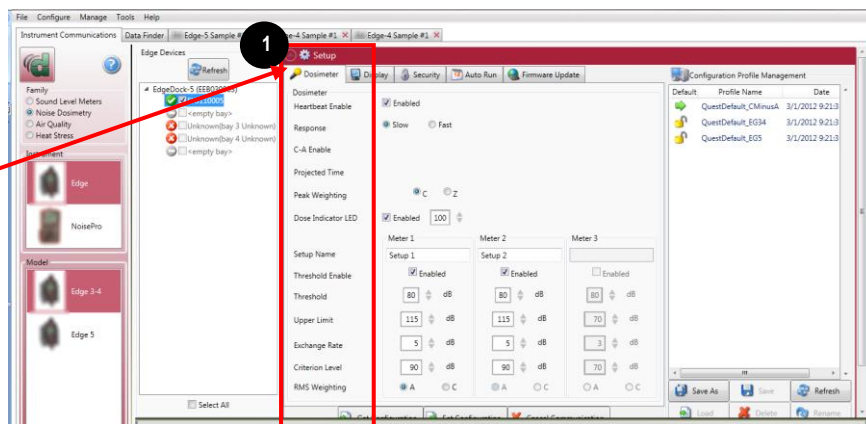 File Configure Manage Tools Help
Instrument Communications Data Finder Edge-5 Sample # Edge-4 Sample #1 Edge-4 Sample #1
1
Edge Devices
Refresh
EdgeDock-5
<empty bay>
Unknown(bay 3 Unknown)
Unknown(bay 4 Unknown)
<empty bay>
Select All
Family
Sound Level Meters
Noise Dosimetry
Air Quality
Heat Stress
Instrument
Edge
NoisePro
Model
Edge 3-4
Edge 5
Setup
Dosimeter Display Security Auto Run Firmware Update
Dosimeter
Heartbeat Enable Enabled
Response Slow Fast
C-A Enable
Projected Time
Peak Weighting C Z
Dose Indicator LED Enabled 100
Meter 1 Meter 2 Meter 3
Setup Name Setup 1 Setup 2
Threshold Enable Enabled Enabled Enabled
Threshold 80 dB 80 dB 80 dB
Upper Limit 115 dB 115 dB 70 dB
Exchange Rate 5 dB 5 dB 3 dB
Criterion Level 90 dB 90 dB 70 dB
RMS Weighting A C A C A C
Configuration Profile Management
Default Profile Name Date
QuestDefault_CMinusA 3/1/2012 9:21:3
QuestDefault_EG34 3/1/2012 9:21:3
QuestDefault_EG5 3/1/2012 9:21:3
Save As Save Refresh
Load Delete Rename